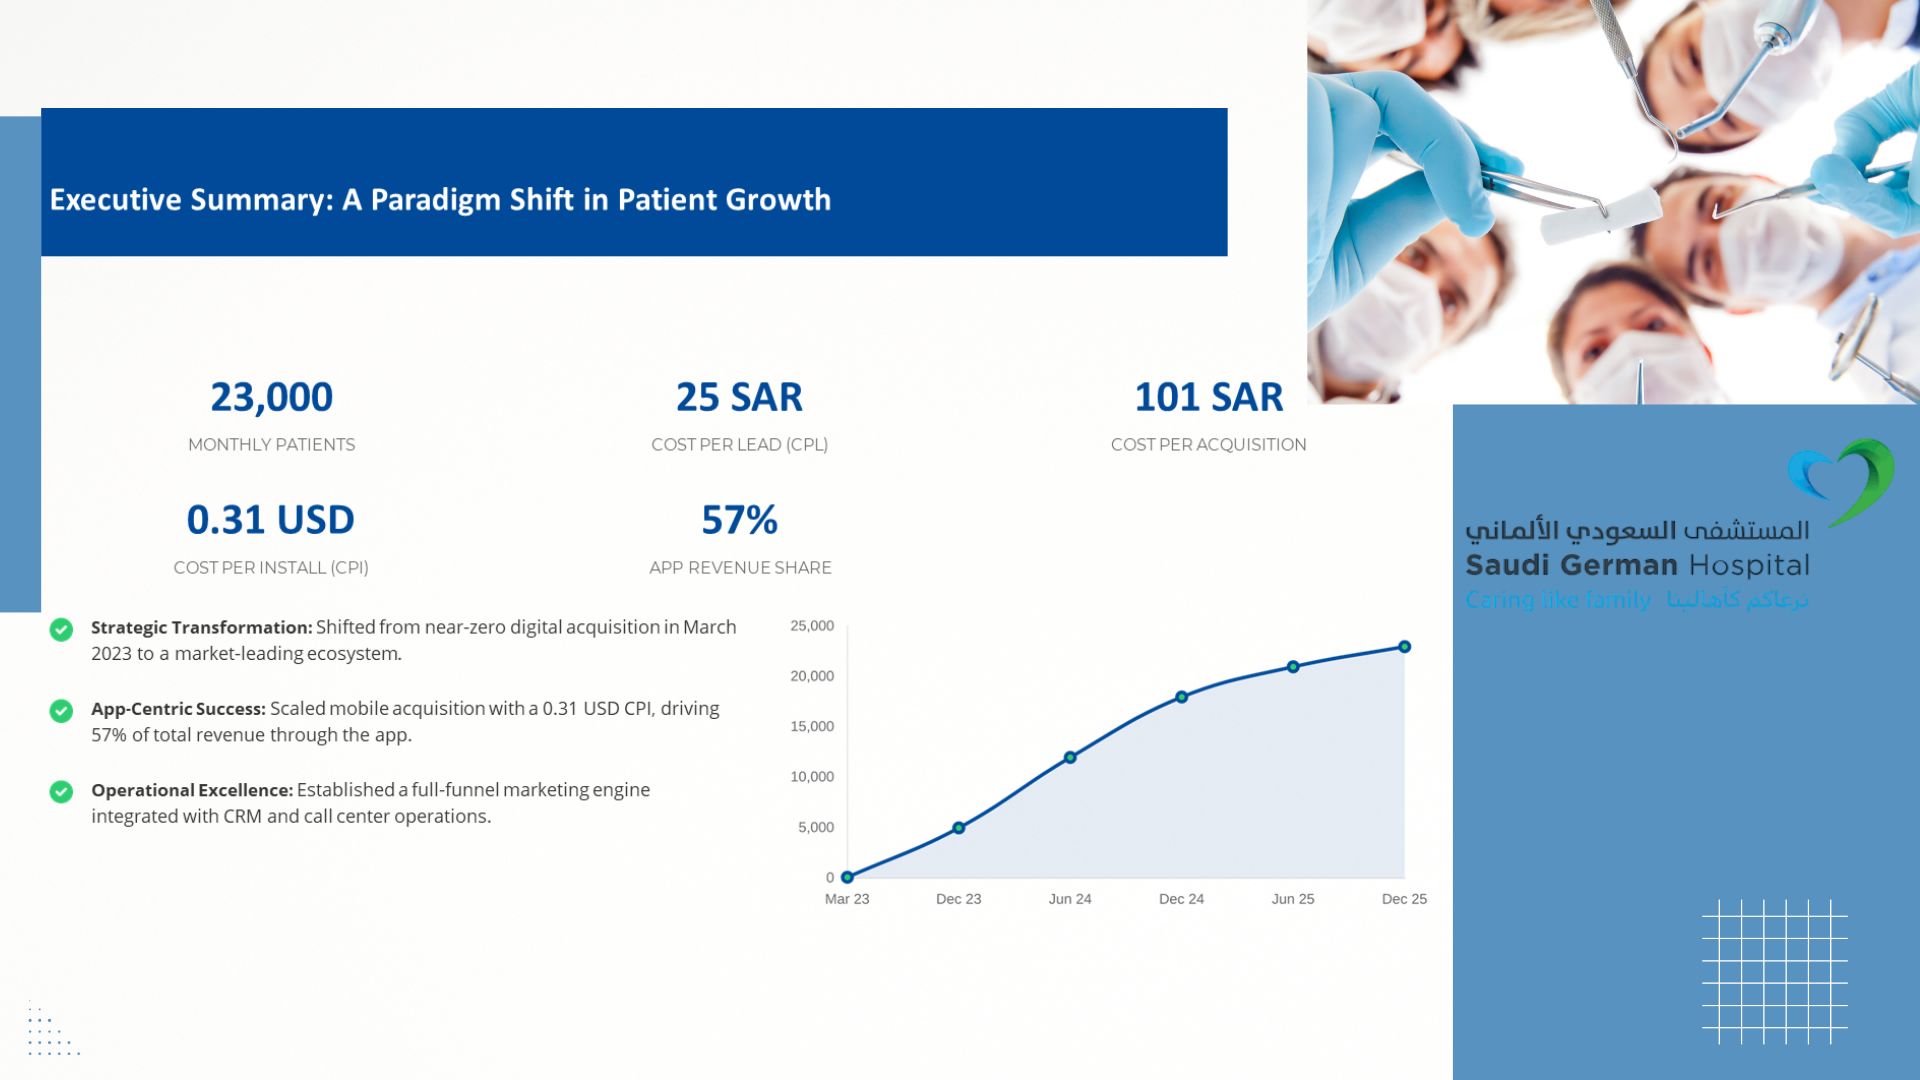 Executive Summary: A Paradigm Shift in Patient Growth
23,000
MONTHLY PATIENTS
25 SAR
COST PER LEAD (CPL)
101 SAR
COST PER ACQUISITION
0.31 USD
COST PER INSTALL (CPI)
57%
APP REVENUE SHARE
المستشفى السعودي الألماني
Saudi German Hospital
Caring like family نرعاكم كأهالينا
Strategic Transformation: Shifted from near-zero digital acquisition in March
2023 to a market-leading ecosystem.
App-Centric Success: Scaled mobile acquisition with a 0.31 USD CPI, driving
57% of total revenue through the app.
Operational Excellence: Established a full-funnel marketing engine
integrated with CRM and call center operations.
25,000
20,000
15,000
10,000
5,000
0
Mar 23 Dec 23 Jun 24 Dec 24 Jun 25 Dec 25